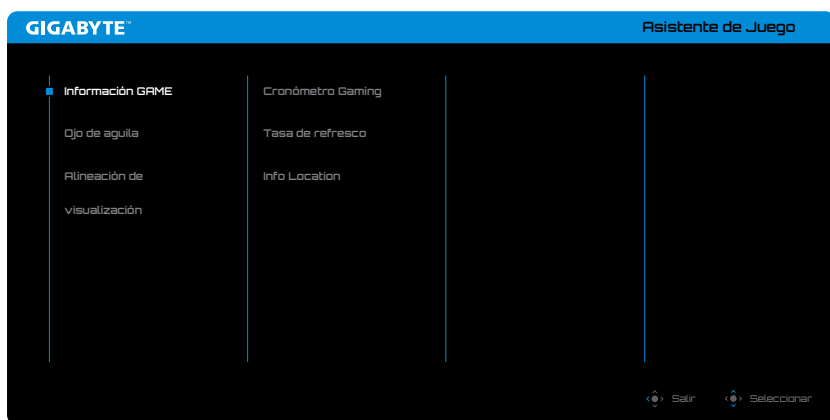 GIGABYTE™
Asistente de Juego
Información GAME
Cronómetro Gaming
Ojo de aguila
Tasa de refresco
Alineación de
Info Location
visualización
Salir
Seleccionar